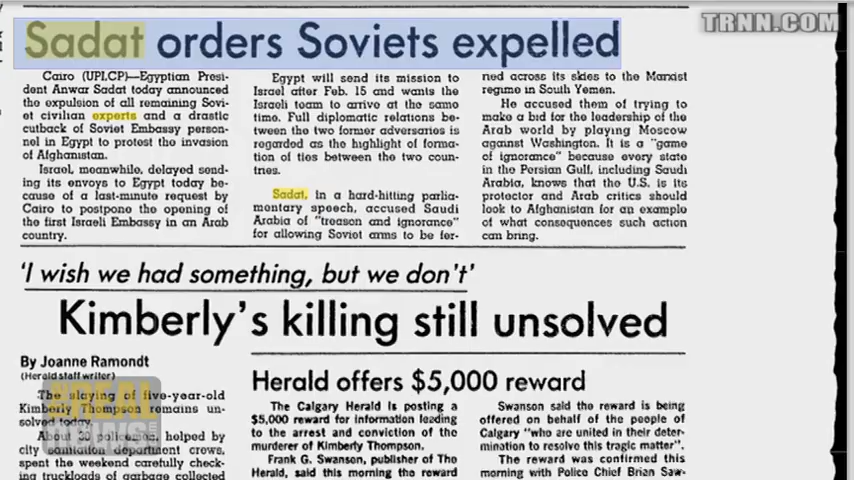 TRNN.COM
Sadat orders Soviets expelled
Cairo (UPI,CP)—Egyptian Presi-
dent Anwar Sadat today announced
the expulsion of all remaining Sovi-
et civilian experts and a drastic
cutback of Soviet Embassy person-
nel in Egypt to protest the invasion
of Afghanistan.
Israel, meanwhile, delayed send-
ing its envoys to Egypt today be-
cause of a last-minute request by
Cairo to postpone the opening of
the first Israeli Embassy in an Arab
country.
Egypt will send its mission to
Israel after Feb. 15 and wants the
Israeli team to arrive at the same
time. Full diplomatic relations be-
tween the two former adversaries is
regarded as the highlight of forma-
tion of ties between the two coun-
tries.
Sadat, in a hard-hitting parlia-
mentary speech, accused Saudi
Arabia of "treason and ignorance"
for allowing Soviet arms to be fer-
ried across its skies to the Marxist
regime in South Yemen.
He accused them of trying to
make a bid for the leadership of the
Arab world by playing Moscow
against Washington. It is a "game
of ignorance" because every state
in the Persian Gulf, including Saudi
Arabia, knows that the U.S. is its
protector and Arab critics should
look to Afghanistan for an example
of what consequences such action
can bring.
'I wish we had something, but we don't'
Kimberly's killing still unsolved
By Joanne Ramondt
(Herald staff writer)
The slaying of five-year-old
Kimberly Thompson remains un-
solved today.
About 30 policemen, helped by
city sanitation department crews,
spent the weekend carefully check-
ing truckloads of garbage collected
Herald offers $5,000 reward
The Calgary Herald is posting a
$5,000 reward for information leading
to the arrest and conviction of the
murderer of Kimberly Thompson.
Frank G. Swanson, publisher of The
Herald, said this morning the reward
Swanson said the reward is being
offered on behalf of the people of
Calgary "who are united in their deter-
mination to resolve this tragic matter".
The reward was confirmed this
morning with Police Chief Brian Saw-
#THEREAL
news.com